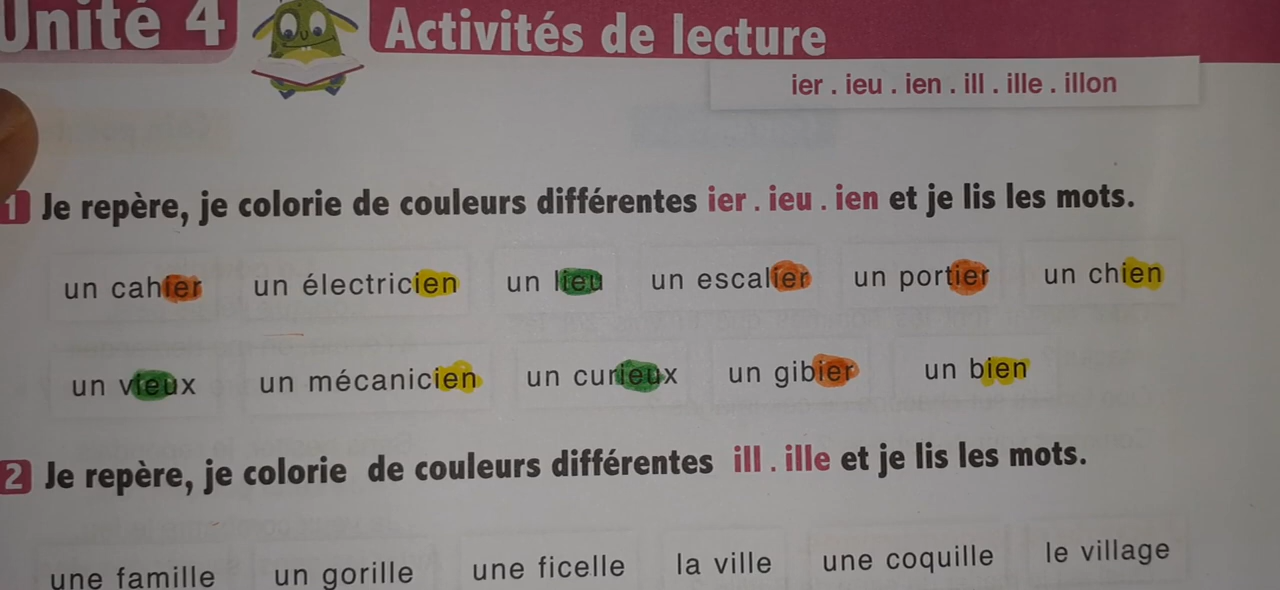 Unité 4 Activités de lecture
ier . ieu . ien . ill . ille . illon
1 Je repère, je colorie de couleurs différentes ier . ieu . ien et je lis les mots.
un cahier un électricien un lieu un escalier un portier un chien
un vieux un mécanicien un curieux un gibier un bien
2 Je repère, je colorie de couleurs différentes ill . ille et je lis les mots.
une famille un gorille une ficelle la ville une coquille le village